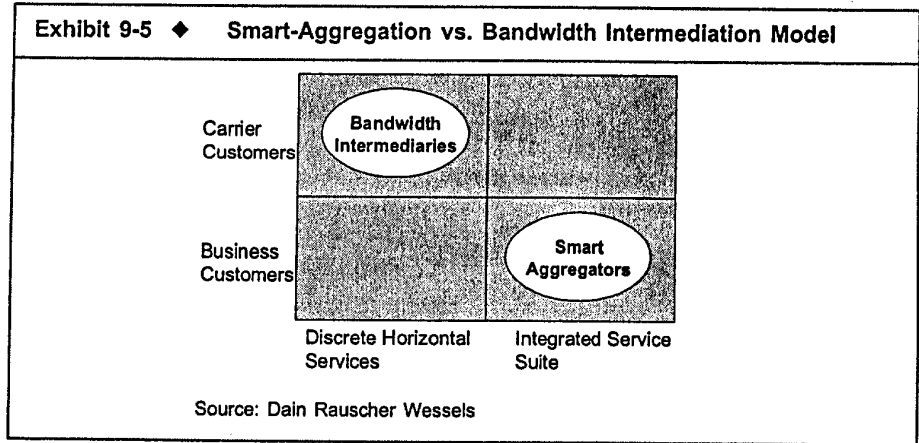 Exhibit 9-5 ◆ Smart-Aggregation vs. Bandwidth Intermediation Model
Carrier
Customers
Bandwidth
Intermediaries
Business
Customers
Smart
Aggregators
Discrete Horizontal
Services
Integrated Service
Suite
Source: Dain Rauscher Wessels